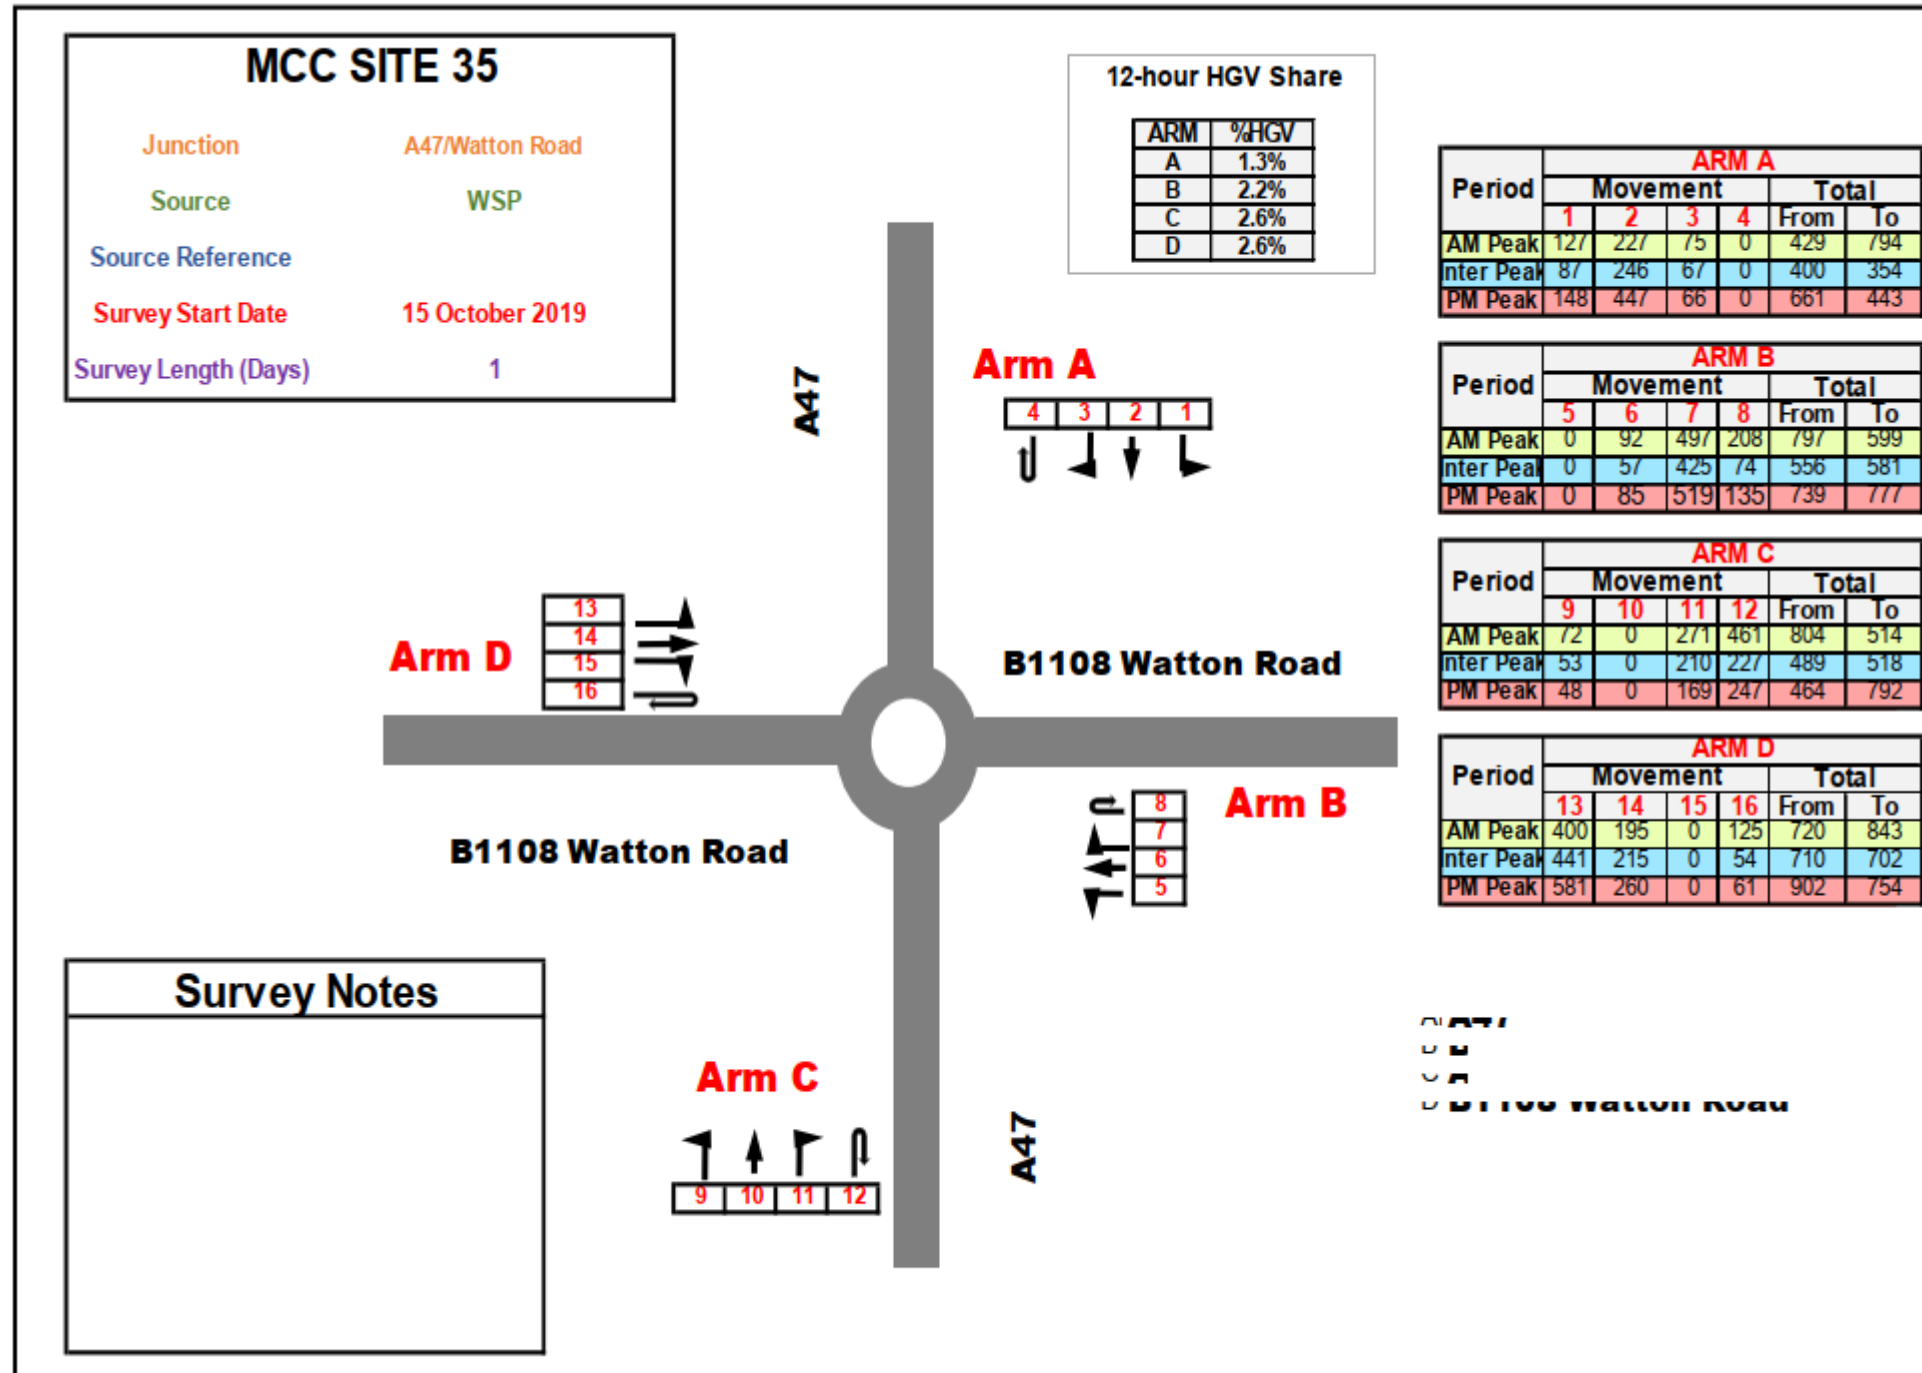 MCC SITE 35
Junction A47/Watton Road
Source WSP
Source Reference
Survey Start Date 15 October 2019
Survey Length (Days) 1
12-hour HGV Share
ARM %HGV
A 1.3%
B 2.2%
C 2.6%
D 2.6%
A47
Arm A
4 3 2 1
Arm D
13
14
15
16
B1108 Watton Road
B1108 Watton Road
8
7
6
5
Arm B
Survey Notes
Arm C
9 10 11 12
A47
ARM A
Period Movement Total
1 2 3 4 From To
AM Peak 127 227 75 0 429 794
nter Peak 87 246 67 0 400 354
PM Peak 148 447 66 0 661 443
ARM B
Period Movement Total
5 6 7 8 From To
AM Peak 0 92 497 208 797 599
nter Peak 0 57 425 74 556 581
PM Peak 0 85 519 135 739 777
ARM C
Period Movement Total
9 10 11 12 From To
AM Peak 72 0 271 461 804 514
nter Peak 53 0 210 227 489 518
PM Peak 48 0 169 247 464 792
ARM D
Period Movement Total
13 14 15 16 From To
AM Peak 400 195 0 125 720 843
nter Peak 441 215 0 54 710 702
PM Peak 581 260 0 61 902 754
A47
B1108 Watton Road